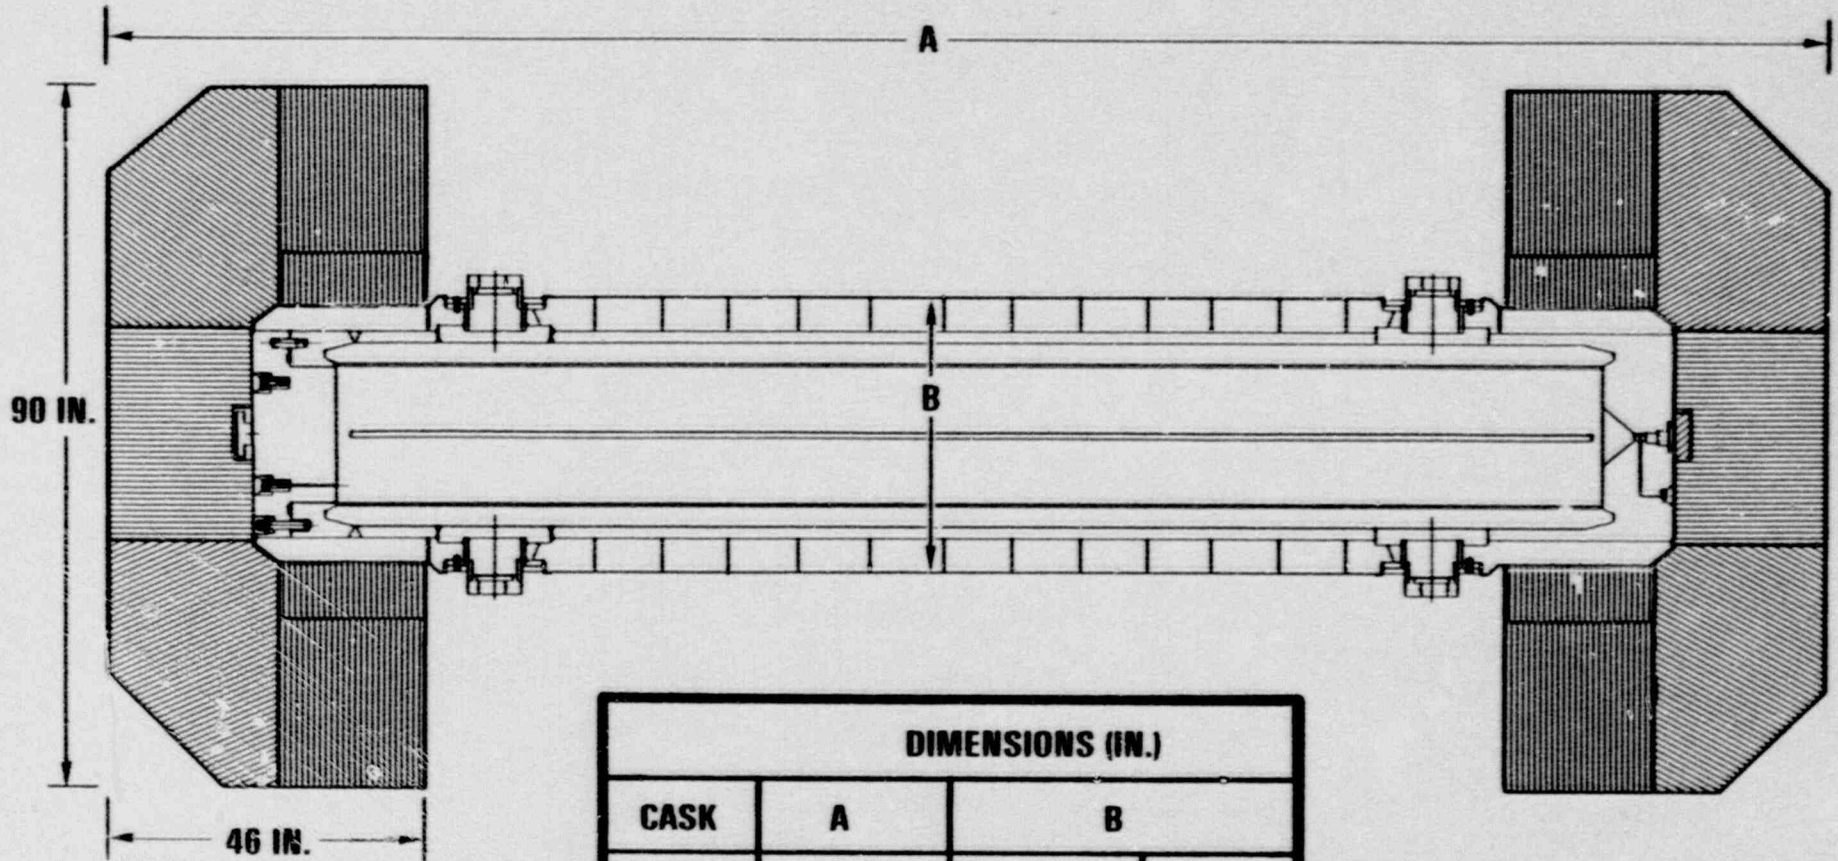 A
90 IN.
B
46 IN.
DIMENSIONS (IN.)
CASK A B